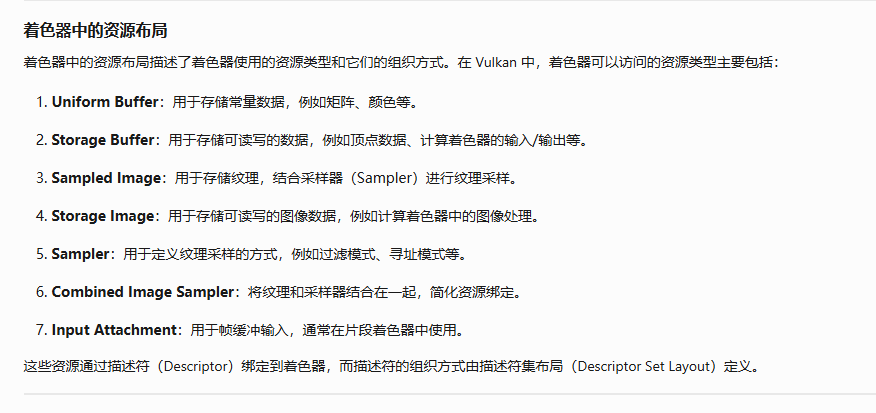 着色器中的资源布局
着色器中的资源布局描述了着色器使用的资源类型和它们的组织方式。在 Vulkan 中，着色器可以访问的资源类型主要包括：
1. Uniform Buffer：用于存储常量数据，例如矩阵、颜色等。
2. Storage Buffer：用于存储可读写的数据，例如顶点数据、计算着色器的输入/输出等。
3. Sampled Image：用于存储纹理，结合采样器（Sampler）进行纹理采样。
4. Storage Image：用于存储可读写的图像数据，例如计算着色器中的图像处理。
5. Sampler：用于定义纹理采样的方式，例如过滤模式、寻址模式等。
6. Combined Image Sampler：将纹理和采样器结合在一起，简化资源绑定。
7. Input Attachment：用于帧缓冲输入，通常在片段着色器中使用。
这些资源通过描述符（Descriptor）绑定到着色器，而描述符的组织方式由描述符集布局（Descriptor Set Layout）定义。